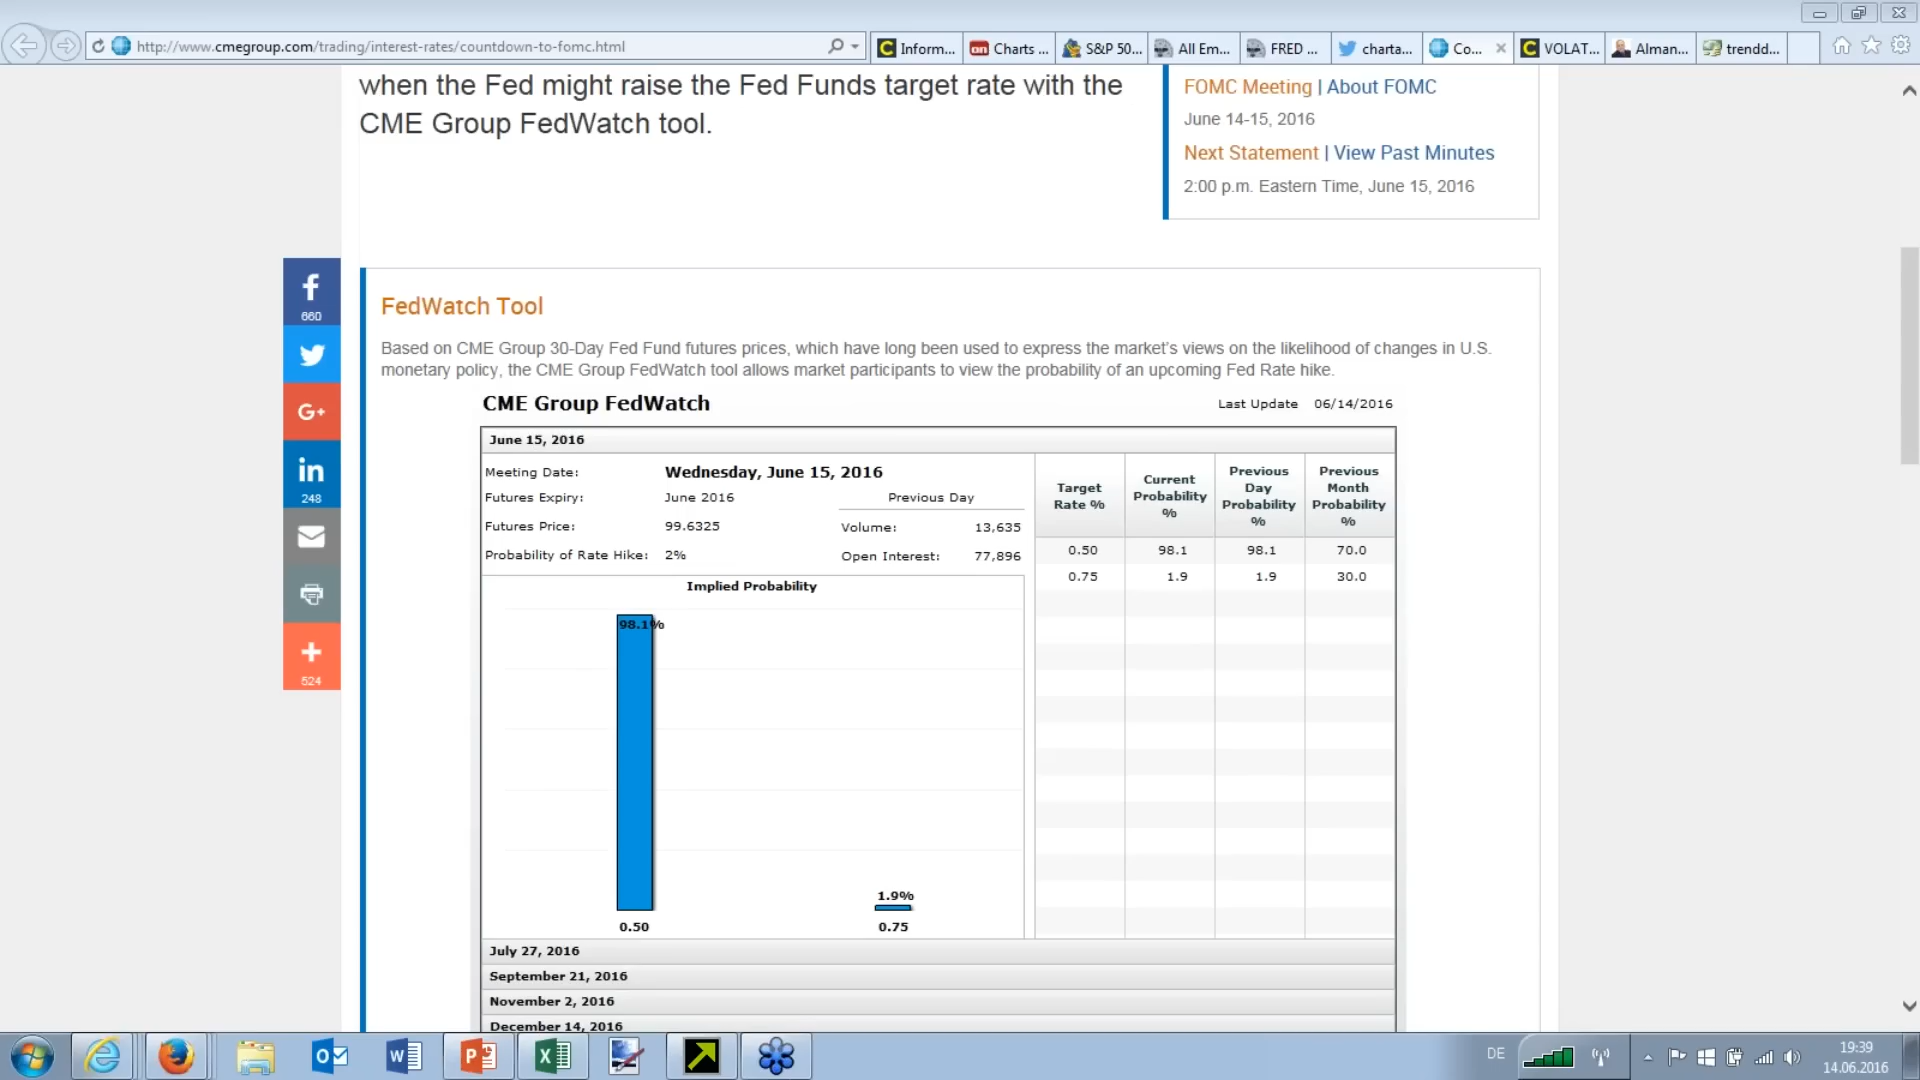 http://www.cmegroup.com/trading/interest-rates/countdown-to-fomc.html
Inform...
Charts ...
S&P 50...
All Em...
FRED ...
charta...
Co...
VOLAT...
Alman...
trendd...
when the Fed might raise the Fed Funds target rate with the
CME Group FedWatch tool.
FOMC Meeting | About FOMC
June 14-15, 2016
Next Statement | View Past Minutes
2:00 p.m. Eastern Time, June 15, 2016
660
G+
in
248
524
FedWatch Tool
Based on CME Group 30-Day Fed Fund futures prices, which have long been used to express the market's views on the likelihood of changes in U.S.
monetary policy, the CME Group FedWatch tool allows market participants to view the probability of an upcoming Fed Rate hike.
CME Group FedWatch
Last Update 06/14/2016
June 15, 2016
Meeting Date: Wednesday, June 15, 2016
Futures Expiry: June 2016 Previous Day
Futures Price: 99.6325 Volume: 13,635
Probability of Rate Hike: 2% Open Interest: 77,896
Target Rate %
Current Probability %
Previous Day Probability %
Previous Month Probability %
0.50 98.1 98.1 70.0
0.75 1.9 1.9 30.0
Implied Probability
98.1%
1.9%
0.50 0.75
July 27, 2016
September 21, 2016
November 2, 2016
December 14, 2016
DE
19:39
14.06.2016